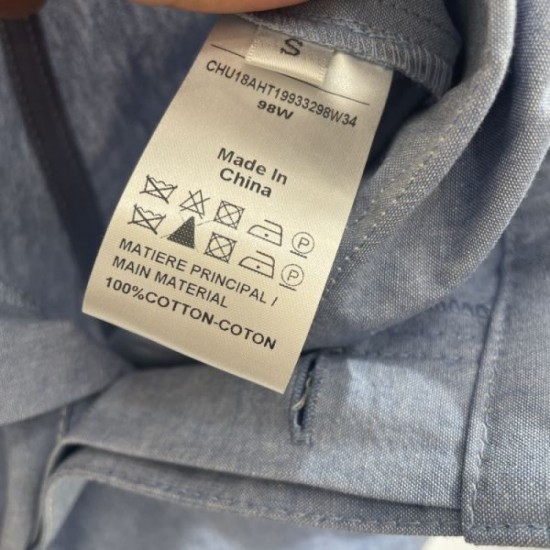 S
CHU18AHT19933298W34
98W
Made In
China
P
P
MATIERE PRINCIPAL /
MAIN MATERIAL
100%COTTON-COTON